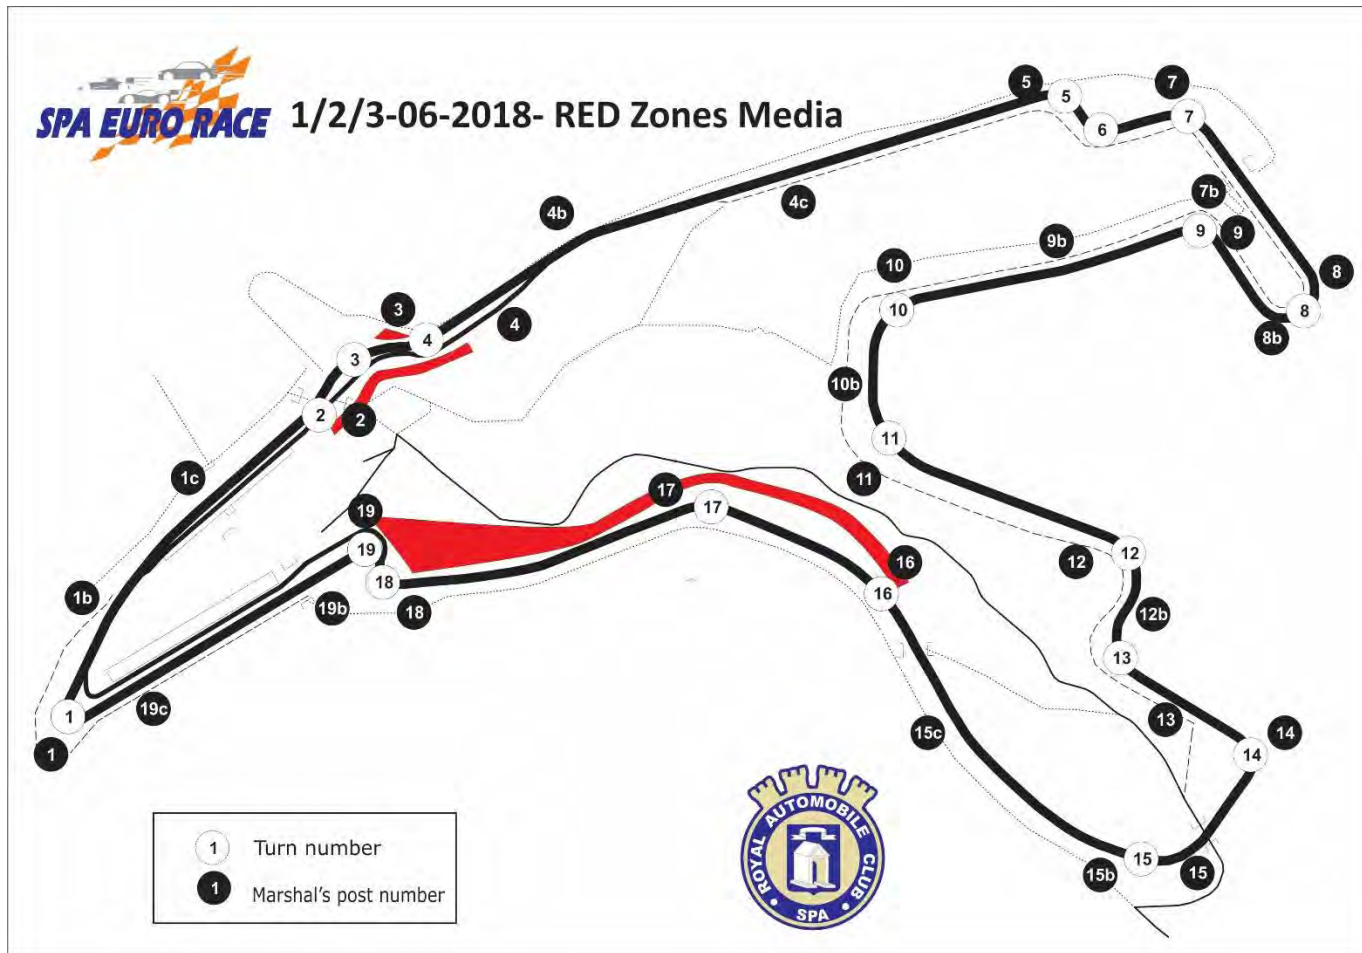 SPA EURO RACE
1/2/3-06-2018- RED Zones Media
5
5
7
6
7
4c
4b
7b
9
9
9b
10
8
8
8b
10
3
4
4
3
10b
2
2
11
11
1c
17
17
19
19
18
12
12
16
16
12b
1b
19b
18
13
13
1
19c
15c
14
14
1
15
15
15b
ROYAL AUTOMOBILE CLUB
SPA
1 Turn number
1 Marshal's post number